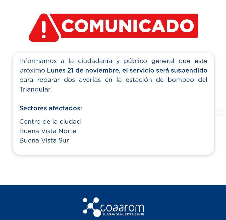 COMUNICADO
Informamos a la ciudadanía y público general que este
próximo Lunes 21 de noviembre, el servicio será suspendido
para reparar dos averías en la estación de bombeo del
Triangular.
Sectores afectados:
Centro de la ciudad
Buena Vista Norte
Buena Vista Sur
coaarom